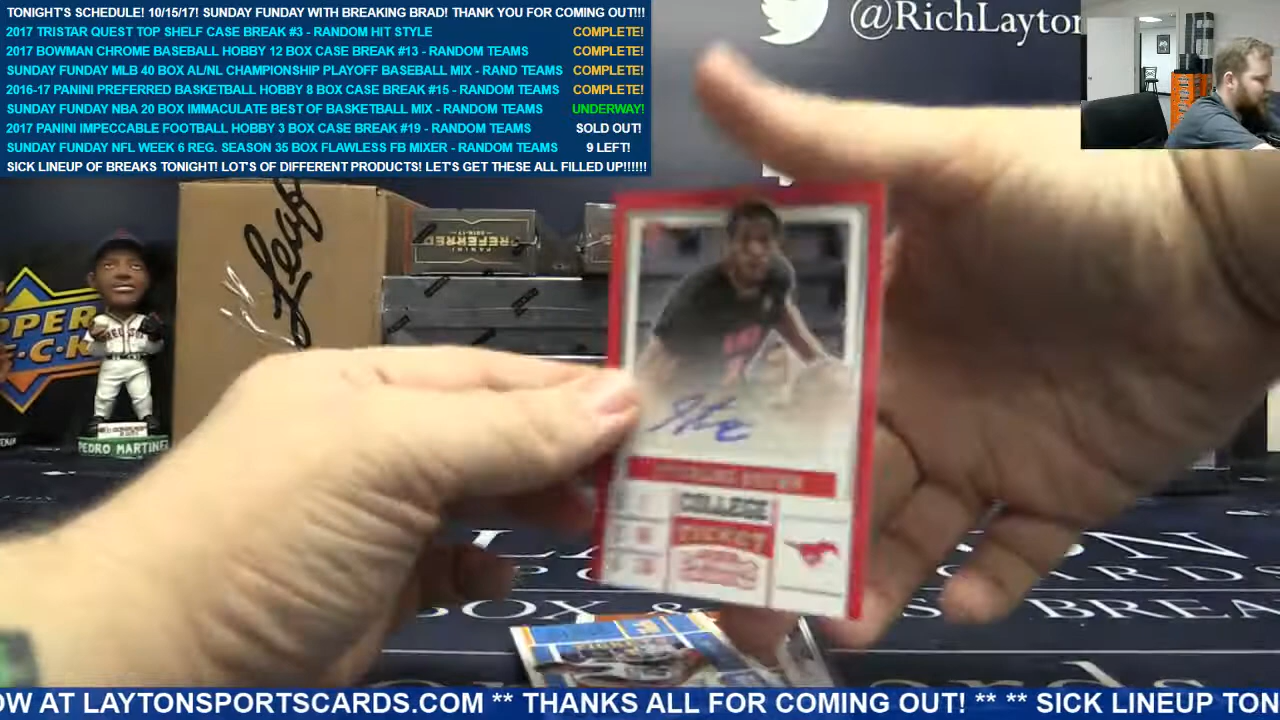 TONIGHT'S SCHEDULE! 10/15/17! SUNDAY FUNDAY WITH BREAKING BRAD! THANK YOU FOR COMING OUT!!!
2017 TRISTAR QUEST TOP SHELF CASE BREAK #3 - RANDOM HIT STYLE COMPLETE!
2017 BOWMAN CHROME BASEBALL HOBBY 12 BOX CASE BREAK #13 - RANDOM TEAMS COMPLETE!
SUNDAY FUNDAY MLB 40 BOX AL/NL CHAMPIONSHIP PLAYOFF BASEBALL MIX - RAND TEAMS COMPLETE!
2016-17 PANINI PREFERRED BASKETBALL HOBBY 8 BOX CASE BREAK #15 - RANDOM TEAMS COMPLETE!
SUNDAY FUNDAY NBA 20 BOX IMMACULATE BEST OF BASKETBALL MIX - RANDOM TEAMS UNDERWAY!
2017 PANINI IMPECCABLE FOOTBALL HOBBY 3 BOX CASE BREAK #19 - RANDOM TEAMS SOLD OUT!
SUNDAY FUNDAY NFL WEEK 6 REG. SEASON 35 BOX FLAWLESS FB MIXER - RANDOM TEAMS 9 LEFT!
SICK LINEUP OF BREAKS TONIGHT! LOT'S OF DIFFERENT PRODUCTS! LET'S GET THESE ALL FILLED UP!!!!!!
@RichLayton
PREFERRED
PANINI
UPPER
PEDRO MARTINEZ
COLLEGE
TICKET
BOX &
BREA
OW AT LAYTONSPORTSCARDS.COM ** THANKS ALL FOR COMING OUT! ** ** SICK LINEUP TON